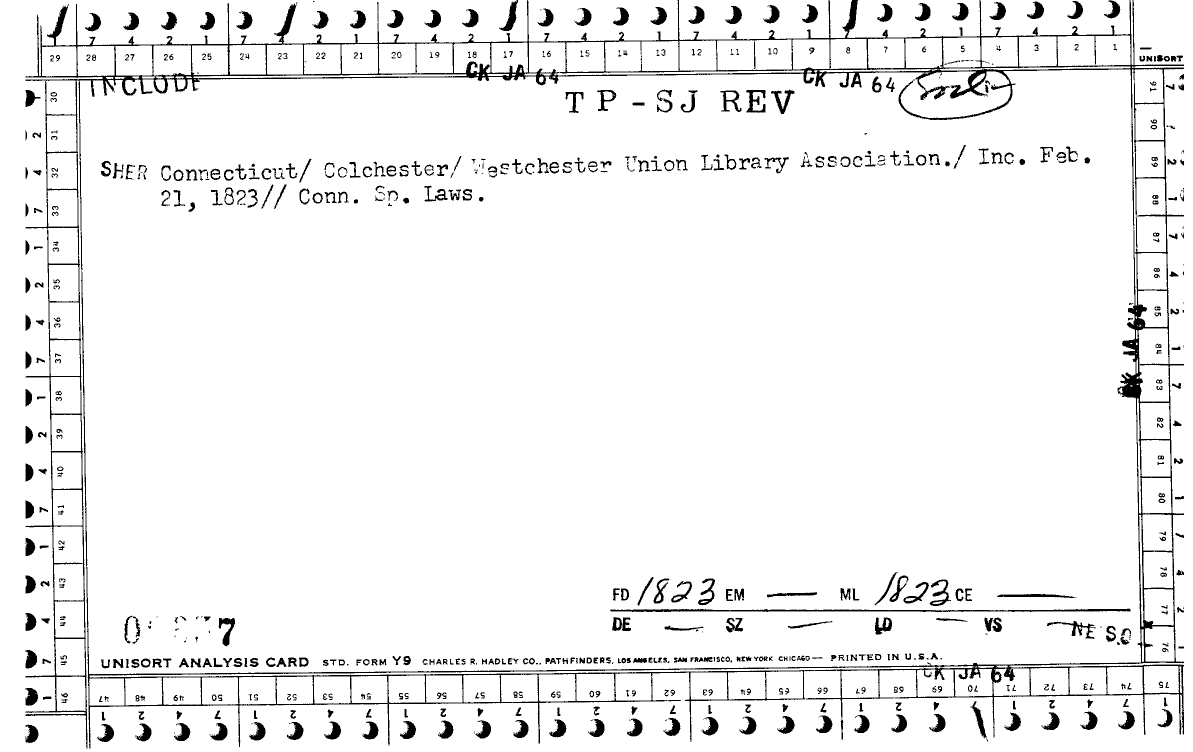 7 4 2 1 7 4 2 1 7 4 2 1 7 4 2 1 7 4 2 1 7 4 2 1 7 4 2 1
29 28 27 26 25 24 23 22 21 20 19 18 17 16 15 14 13 12 11 10 9 8 7 6 5 4 3 2 1
UNISORT
CK JA 64 CK JA 64
INCLUDE
TP-SJ REV
SHER Connecticut/ Colchester/ Westchester Union Library Association./ Inc. Feb.
21, 1823// Conn. Sp. Laws.
30 31 32 33 34 35 36 37 38 39 40 41 42 43 44 45 46
91 90 89 88 87 86 85 84 83 82 81 80 79 78 77 76
CK JA 64
FD 1823 EM — ML 1823 CE —
DE — SZ — LD — VS — NE SO
7
UNISORT ANALYSIS CARD STD. FORM Y9 CHARLES R. HADLEY CO., PATHFINDERS, LOS ANGELES, SAN FRANCISCO, NEW YORK CHICAGO— PRINTED IN U.S.A.
CK JA 64
47 48 49 50 51 52 53 54 55 56 57 58 59 60 61 62 63 64 65 66 67 68 69 70 71 72 73 74 75
1 2 4 7 1 2 4 7 1 2 4 7 1 2 4 7 1 2 4 7 1 2 4 7 1 2 4 7